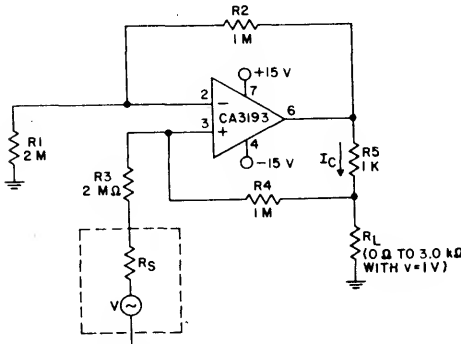 R2
1 M
+15 V
7
2
−
CA3193
6
3
+
4
−15 V
R1
2 M
R3
2 MΩ
R4
1M
I_C
R5
1 K
R_L
(0 Ω TO 3.0 kΩ
WITH V=1V)
R_S
V